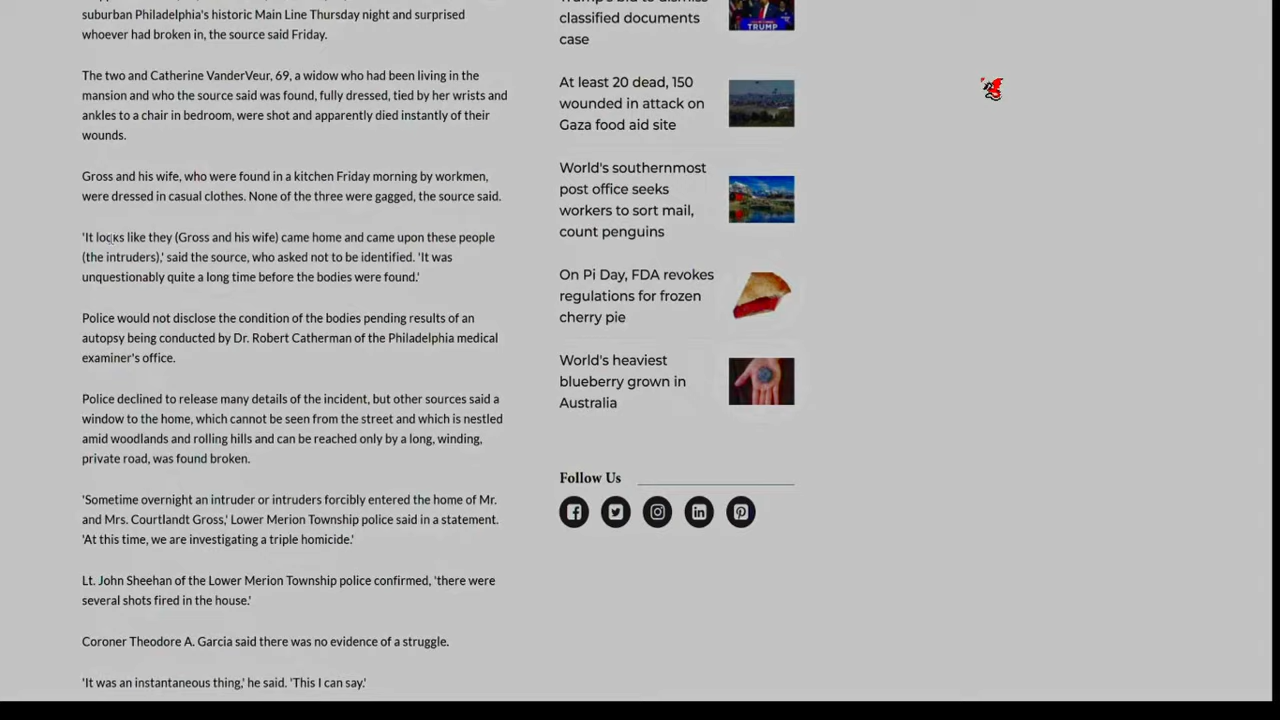 suburban Philadelphia's historic Main Line Thursday night and surprised
whoever had broken in, the source said Friday.
The two and Catherine VanderVeur, 69, a widow who had been living in the
mansion and who the source said was found, fully dressed, tied by her wrists and
ankles to a chair in bedroom, were shot and apparently died instantly of their
wounds.
Gross and his wife, who were found in a kitchen Friday morning by workmen,
were dressed in casual clothes. None of the three were gagged, the source said.
'It looks like they (Gross and his wife) came home and came upon these people
(the intruders),' said the source, who asked not to be identified. 'It was
unquestionably quite a long time before the bodies were found.'
Police would not disclose the condition of the bodies pending results of an
autopsy being conducted by Dr. Robert Catherman of the Philadelphia medical
examiner's office.
Police declined to release many details of the incident, but other sources said a
window to the home, which cannot be seen from the street and which is nestled
amid woodlands and rolling hills and can be reached only by a long, winding,
private road, was found broken.
'Sometime overnight an intruder or intruders forcibly entered the home of Mr.
and Mrs. Courtlandt Gross,' Lower Merion Township police said in a statement.
'At this time, we are investigating a triple homicide.'
Lt. John Sheehan of the Lower Merion Township police confirmed, 'there were
several shots fired in the house.'
Coroner Theodore A. Garcia said there was no evidence of a struggle.
'It was an instantaneous thing,' he said. 'This I can say.'
Trump's bid to dismiss
classified documents
case
TRUMP
At least 20 dead, 150
wounded in attack on
Gaza food aid site
World's southernmost
post office seeks
workers to sort mail,
count penguins
On Pi Day, FDA revokes
regulations for frozen
cherry pie
World's heaviest
blueberry grown in
Australia
Follow Us